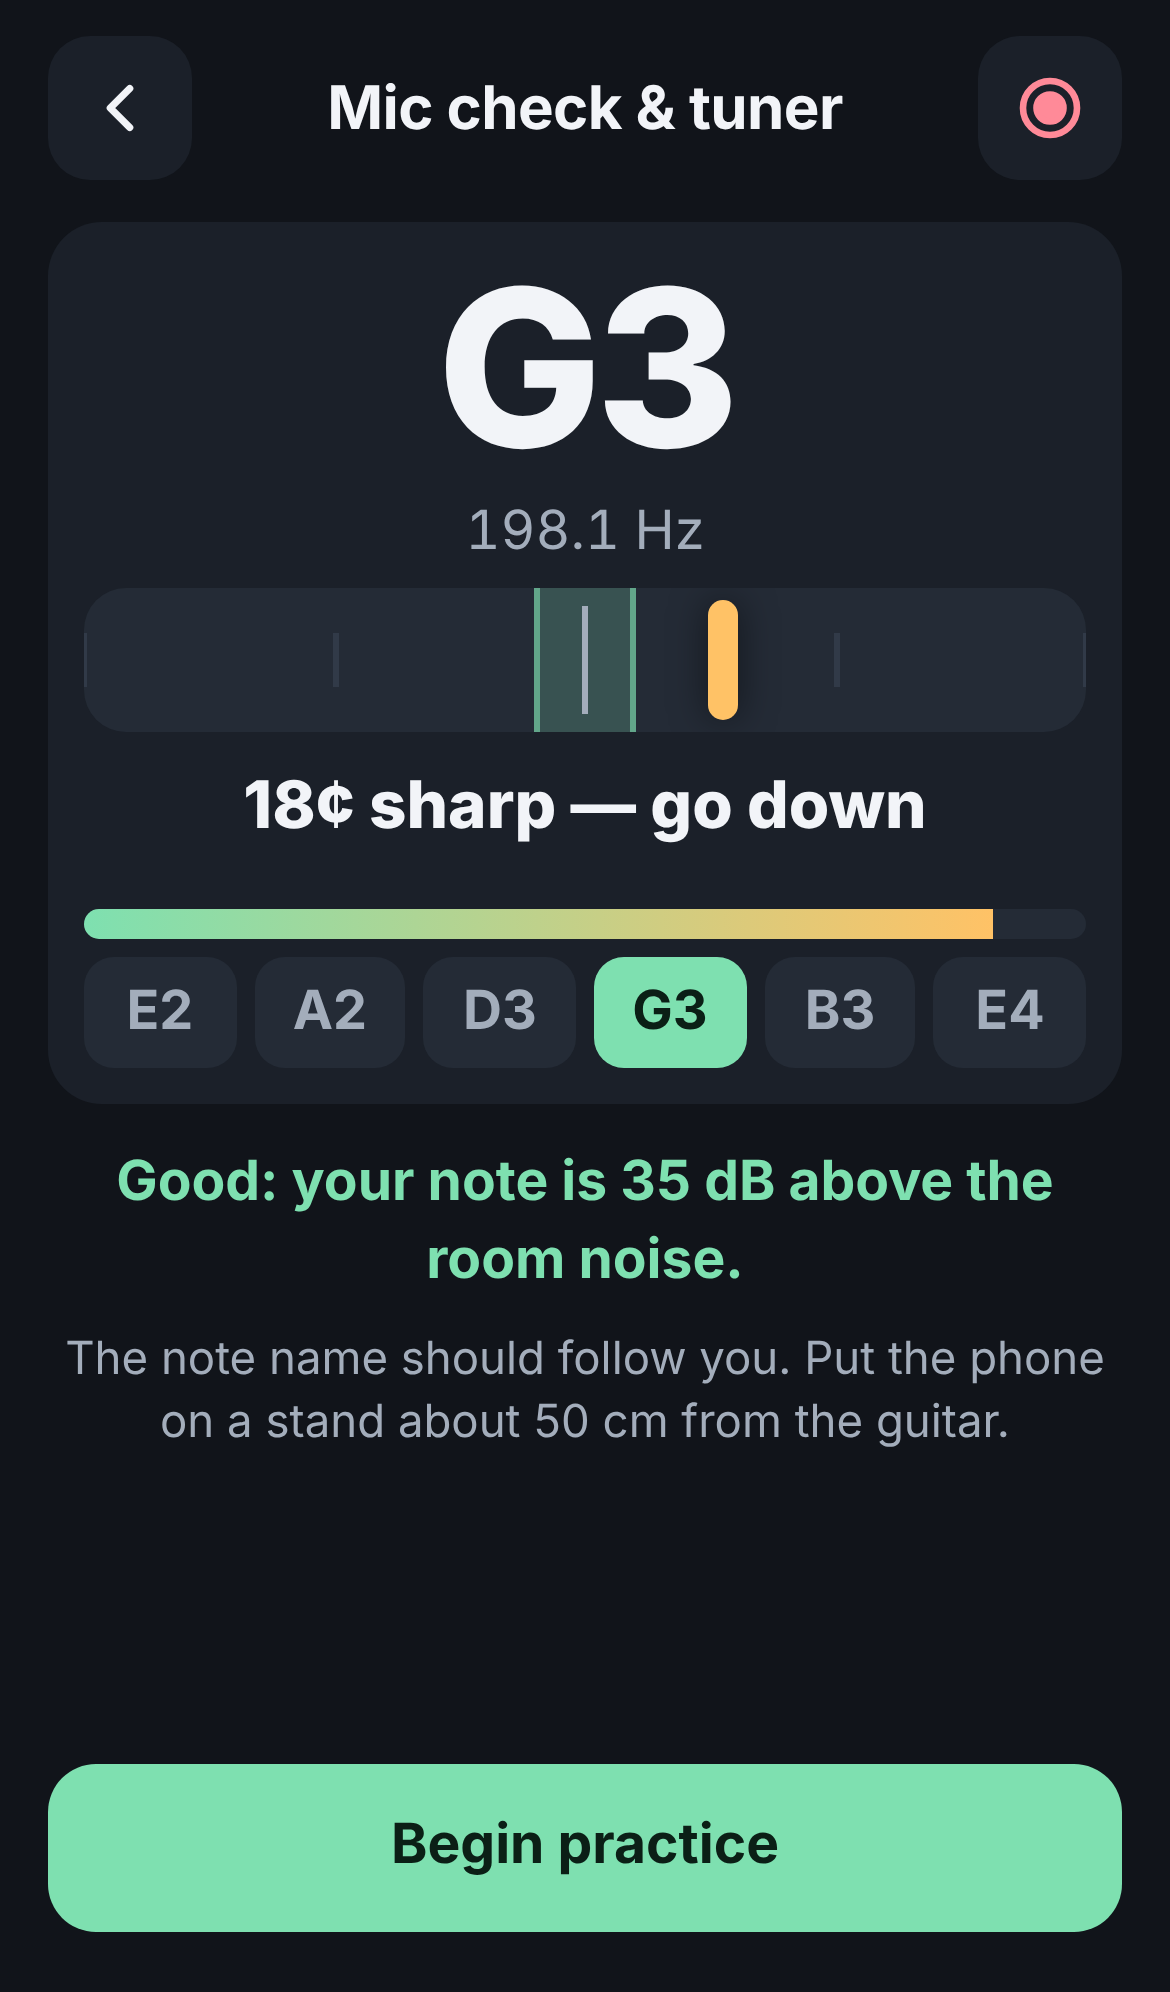 Mic check & tuner
G3
198.1 Hz
18¢ sharp — go down
E2 A2 D3 G3 B3 E4
Good: your note is 35 dB above the
room noise.
The note name should follow you. Put the phone
on a stand about 50 cm from the guitar.
Begin practice